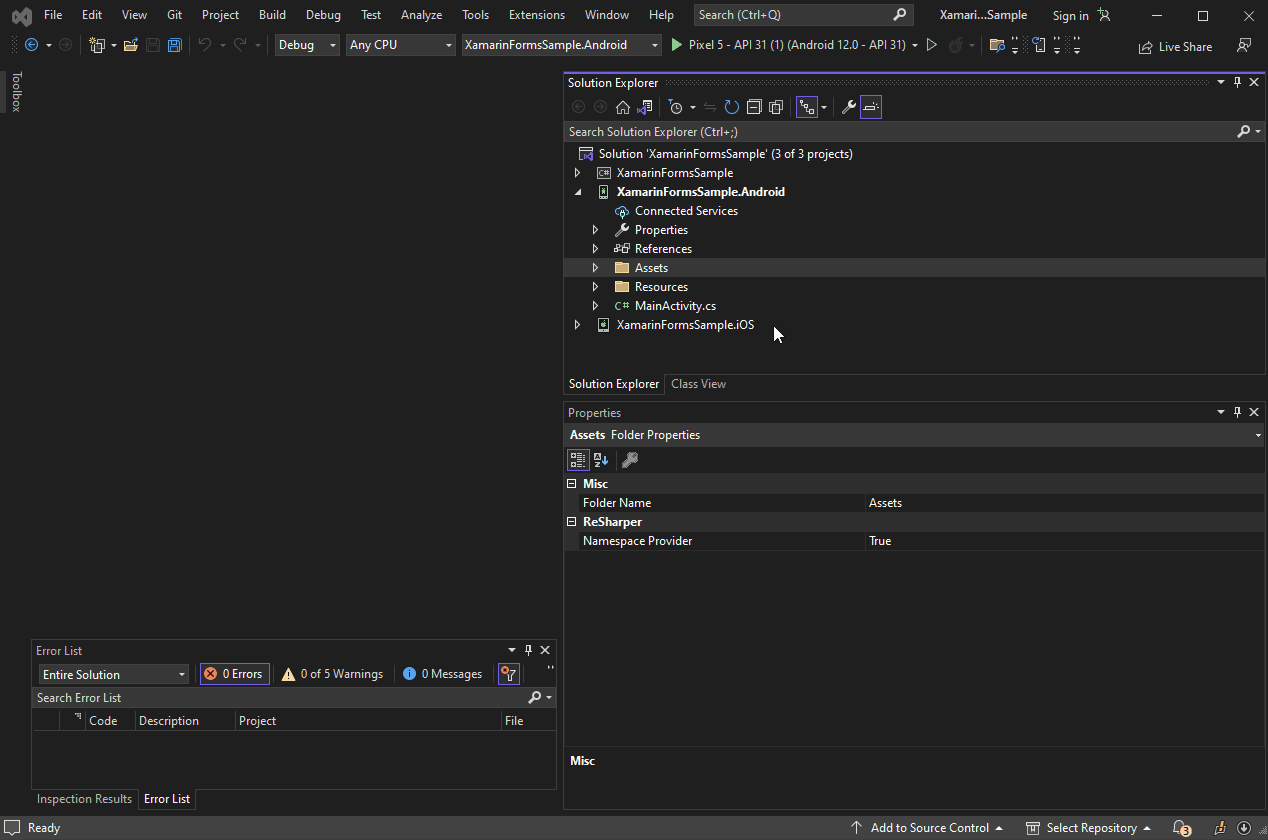 File Edit View Git Project Build Debug Test Analyze Tools Extensions Window Help Search (Ctrl+Q) Xamari...Sample Sign in
Debug Any CPU XamarinFormsSample.Android Pixel 5 - API 31 (1) (Android 12.0 - API 31) Live Share
Toolbox
Solution Explorer
Search Solution Explorer (Ctrl+;)
Solution 'XamarinFormsSample' (3 of 3 projects)
C# XamarinFormsSample
XamarinFormsSample.Android
Connected Services
Properties
References
Assets
Resources
C# MainActivity.cs
XamarinFormsSample.iOS
Solution Explorer Class View
Properties
Assets Folder Properties
Misc
Folder Name Assets
ReSharper
Namespace Provider True
Misc
Error List
Entire Solution 0 Errors 0 of 5 Warnings 0 Messages
Search Error List
Code Description Project File
Inspection Results Error List
Ready Add to Source Control Select Repository 3